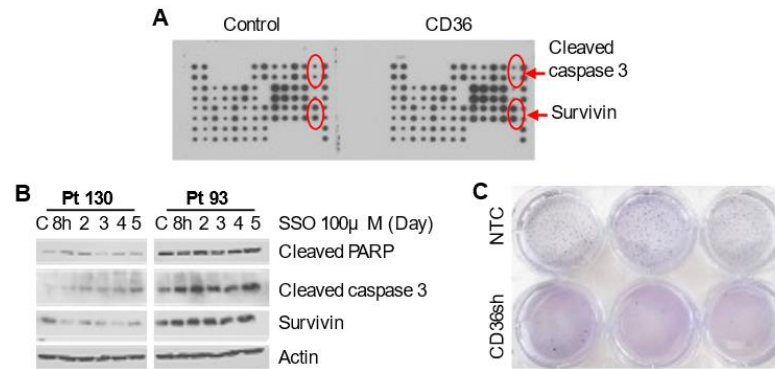 A
Control CD36
Cleaved
caspase 3
Survivin
B
Pt 130 Pt 93
C 8h 2 3 4 5 C 8h 2 3 4 5 SSO 100μ M (Day)
Cleaved PARP
Cleaved caspase 3
Survivin
Actin
C
NTC
CD36sh